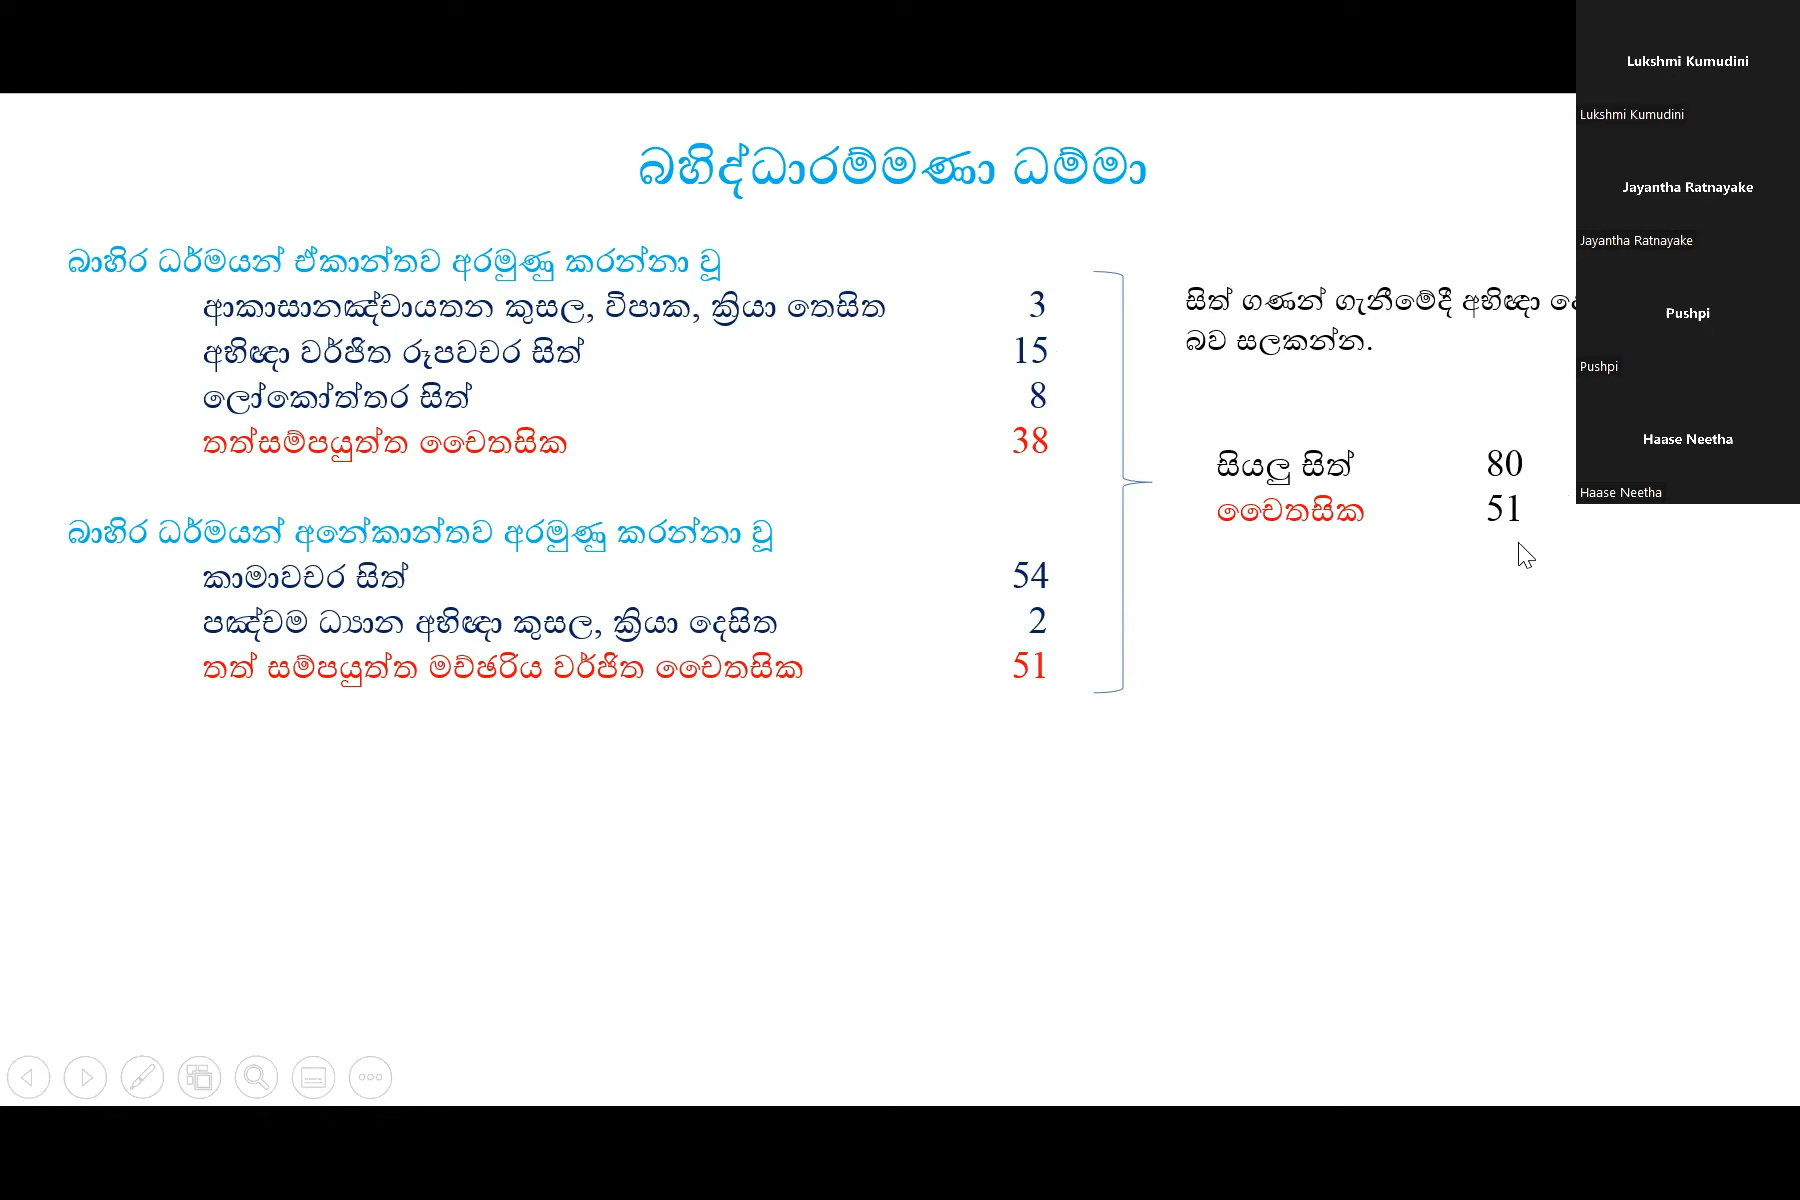 බහිද්ධාරම්මණා ධම්මා
බාහිර ධර්මයන් ඒකාන්තව අරමුණු කරන්නා වූ
ආකාසානඤ්චායතන කුසල, විපාක, ක්‍රියා තෙසිත 3
අභිඥා වර්ජිත රූපවචර සිත් 15
ලෝකෝත්තර සිත් 8
තත්සම්පයුත්ත චෛතසික 38
බාහිර ධර්මයන් අනේකාන්තව අරමුණු කරන්නා වූ
කාමාවචර සිත් 54
පඤ්චම ධ්‍යාන අභිඥා කුසල, ක්‍රියා දෙසිත 2
තත් සම්පයුත්ත මච්ඡරිය වර්ජිත චෛතසික 51
සිත් ගණන් ගැනීමේදී අභිඥා
බව සලකන්න.
සියලු සිත් 80
චෛතසික 51
Lukshmi Kumudini
Lukshmi Kumudini
Jayantha Ratnayake
Jayantha Ratnayake
Pushpi
Pushpi
Haase Neetha
Haase Neetha